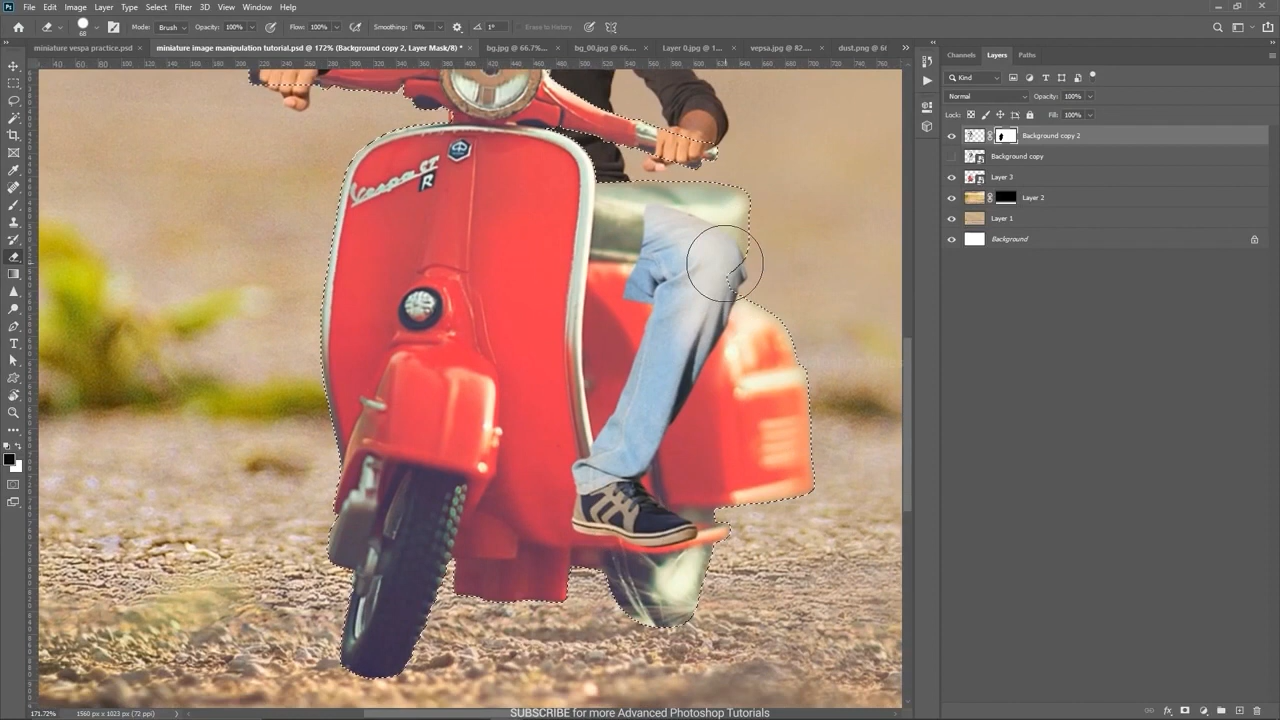 File Edit Image Layer Type Select Filter 3D View Window Help
68 Mode: Brush Opacity: 100% Flow: 100% Smoothing: 0% 1° Erase to History
miniature vespa practice.psd × miniature image manipulation tutorial.psd @ 172% (Background copy 2, Layer Mask/8) * × bg.jpg @ 66.7%... × bg_00.jpg @ 66.... × Layer 0.jpg @ 1... × vepsa.jpg @ 82.... × dust.png @ 6
Channels Layers Paths
Kind
Normal Opacity: 100%
Lock: Fill: 100%
Background copy 2
Background copy
Layer 3
Layer 2
Layer 1
Background
Vespa GT
R
171.72% 1560 px x 1023 px (72 ppi)
SUBSCRIBE for more Advanced Photoshop Tutorials